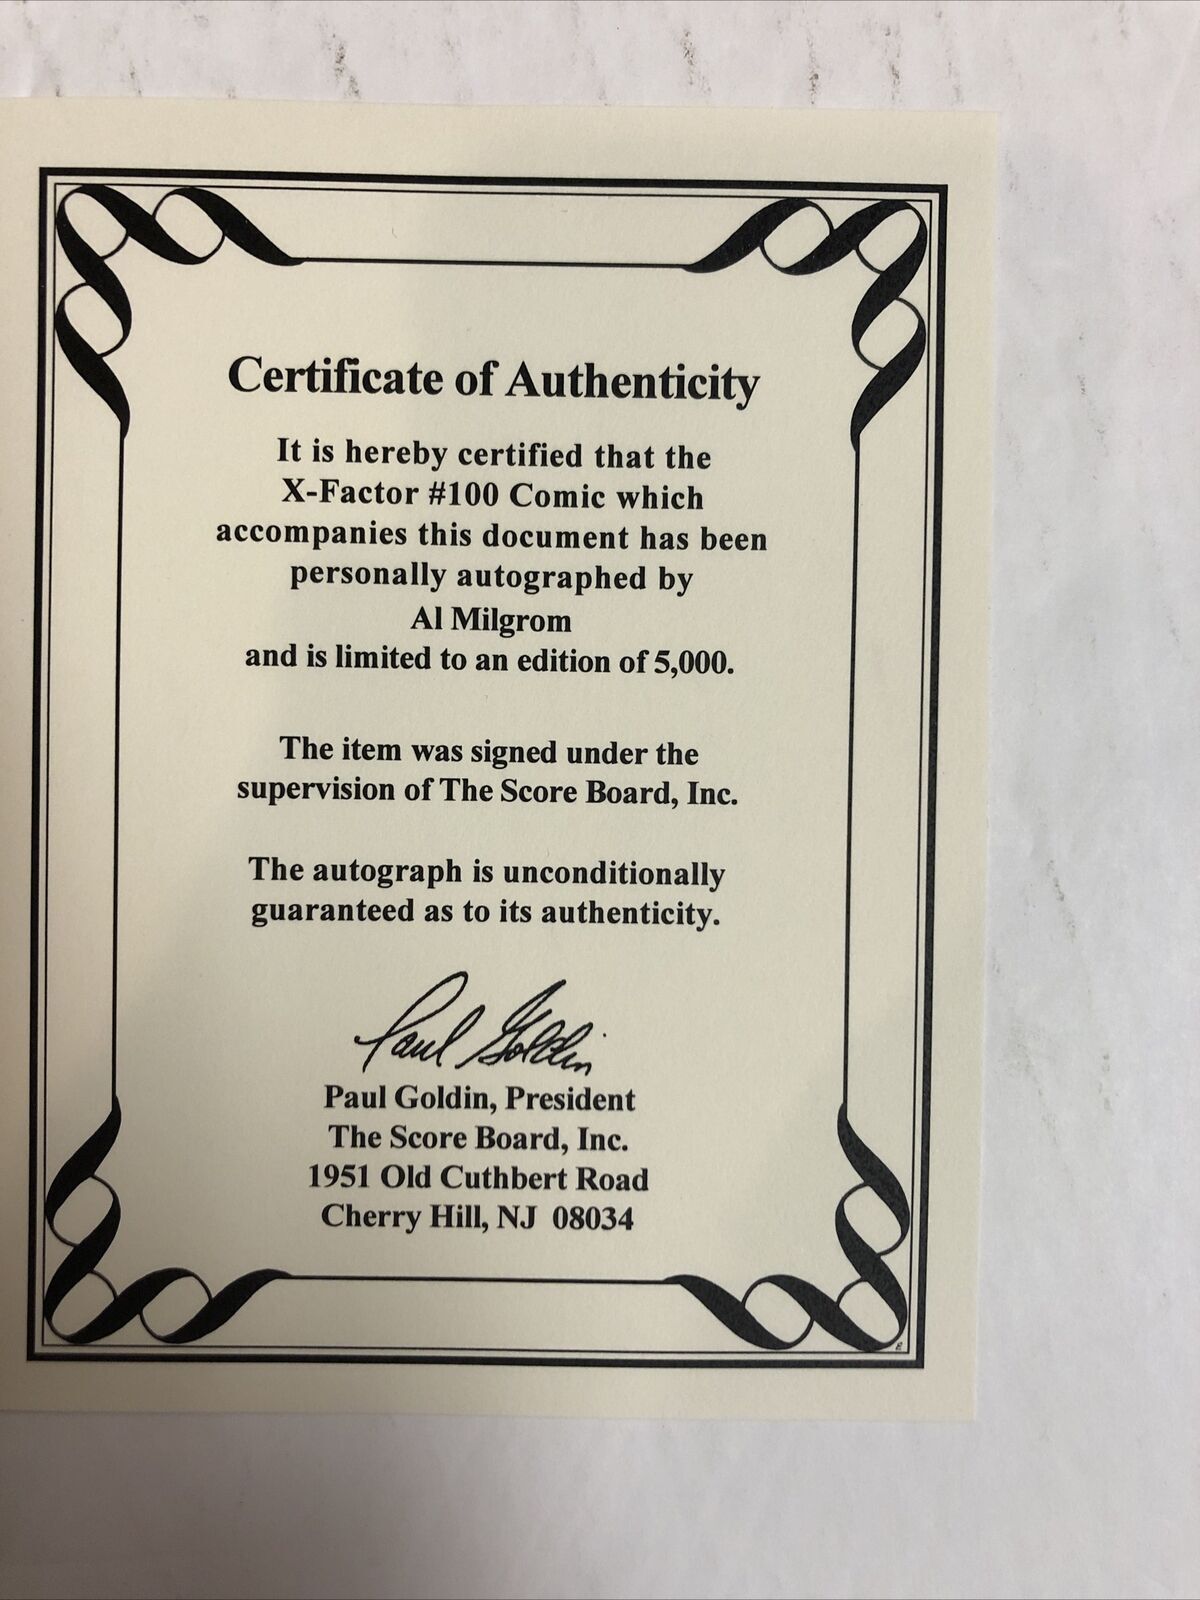 Certificate of Authenticity
It is hereby certified that the
X-Factor #100 Comic which
accompanies this document has been
personally autographed by
Al Milgrom
and is limited to an edition of 5,000.
The item was signed under the
supervision of The Score Board, Inc.
The autograph is unconditionally
guaranteed as to its authenticity.
Paul Goldin
Paul Goldin, President
The Score Board, Inc.
1951 Old Cuthbert Road
Cherry Hill, NJ 08034